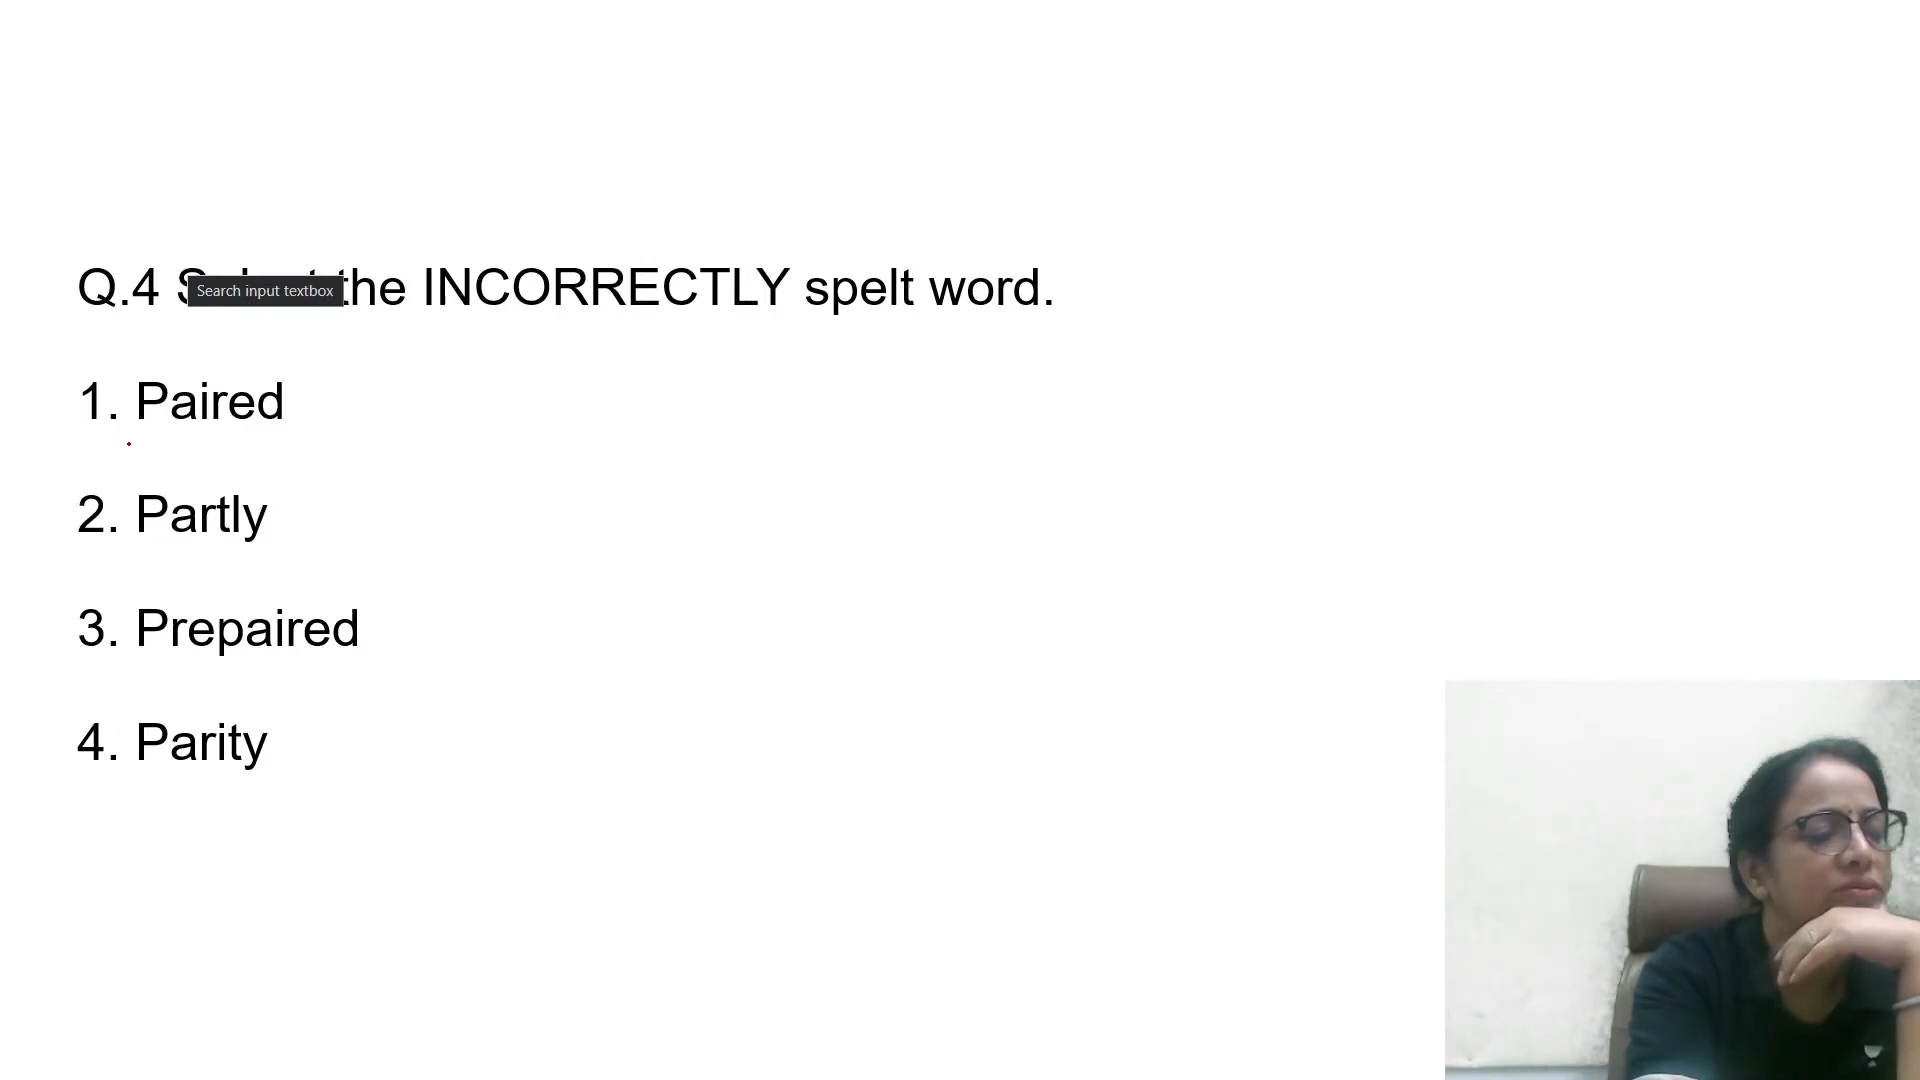 Q.4 the INCORRECTLY spelt word.
Search input textbox
1. Paired
2. Partly
3. Prepaired
4. Parity